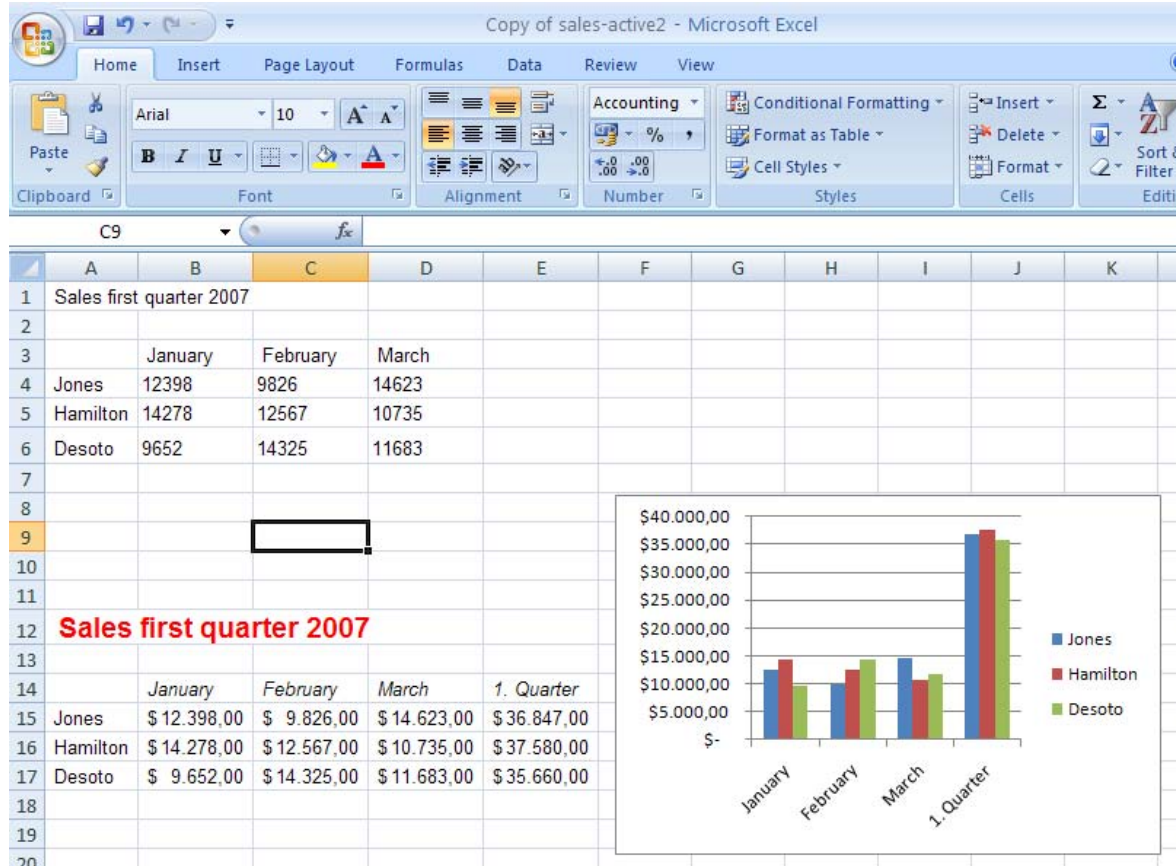 Copy of sales-active2 - Microsoft Excel
Home Insert Page Layout Formulas Data Review View
Paste
Arial 10 A A
B I U A
Accounting
% ,
.00 .0
Conditional Formatting
Format as Table
Cell Styles
Insert
Delete
Format
Σ
A Z
Sort &
Filter
Clipboard Font Alignment Number Styles Cells Editi
C9 fx
A B C D E F G H I J K
1 Sales first quarter 2007
2
3 January February March
4 Jones 12398 9826 14623
5 Hamilton 14278 12567 10735
6 Desoto 9652 14325 11683
7
8
9
10
11
12 Sales first quarter 2007
13
14 January February March 1. Quarter
15 Jones $12.398,00 $ 9.826,00 $14.623,00 $36.847,00
16 Hamilton $14.278,00 $12.567,00 $10.735,00 $37.580,00
17 Desoto $ 9.652,00 $14.325,00 $11.683,00 $35.660,00
18
19
20
$40.000,00
$35.000,00
$30.000,00
$25.000,00
$20.000,00
$15.000,00
$10.000,00
$5.000,00
$-
January February March 1. Quarter
Jones
Hamilton
Desoto